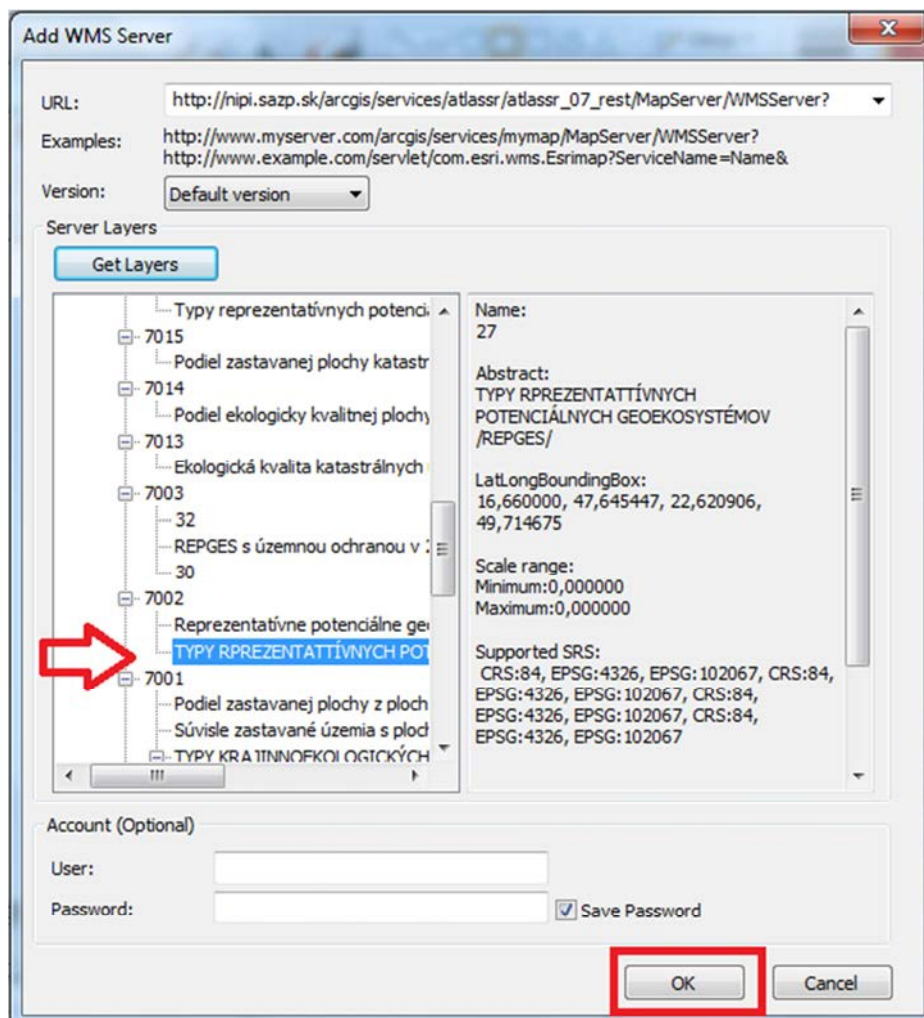 Add WMS Server
URL:
http://nipi.sazp.sk/arcgis/services/atlassr/atlassr_07_rest/MapServer/WMSServer?
Examples:
http://www.myserver.com/arcgis/services/mymap/MapServer/WMSServer?
http://www.example.com/servlet/com.esri.wms.Esrimap?ServiceName=Name&
Version:
Default version
Server Layers
Get Layers
Typy reprezentatívnych potenci
7015
Podiel zastavanej plochy katastr
7014
Podiel ekologicky kvalitnej plochy
7013
Ekologická kvalita katastrálnych
7003
32
REPGES s územnou ochranou v
30
7002
Reprezentatívne potenciálne ge
TYPY RPREZENTATTÍVNYCH POT
7001
Podiel zastavanej plochy z ploch
Súvisle zastavané územia s ploch
TYPY KRAJINNOEKOLOGICKÝCH
Name:
27
Abstract:
TYPY RPREZENTATTÍVNYCH
POTENCIÁLNYCH GEOEKOSYSTÉMOV
/REPGES/
LatLongBoundingBox:
16,660000, 47,645447, 22,620906,
49,714675
Scale range:
Minimum:0,000000
Maximum:0,000000
Supported SRS:
CRS:84, EPSG:4326, EPSG:102067, CRS:84,
EPSG:4326, EPSG:102067, CRS:84,
EPSG:4326, EPSG:102067, CRS:84,
EPSG:4326, EPSG:102067
Account (Optional)
User:
Password:
Save Password
OK
Cancel